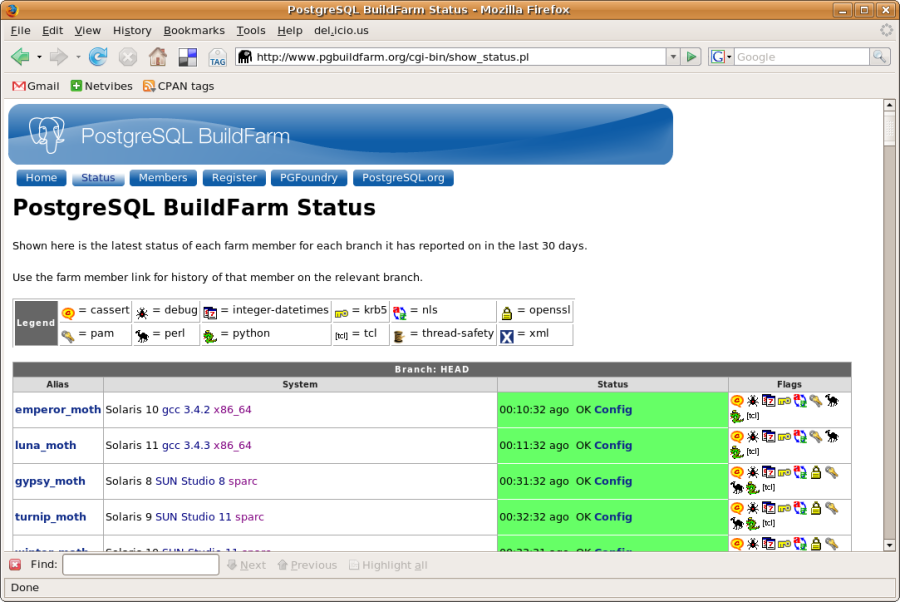 PostgreSQL BuildFarm Status - Mozilla Firefox
File Edit View History Bookmarks Tools Help del.icio.us
TAG http://www.pgbuildfarm.org/cgi-bin/show_status.pl G Google
Gmail Netvibes CPAN tags
PostgreSQL BuildFarm
Home Status Members Register PGFoundry PostgreSQL.org
PostgreSQL BuildFarm Status
Shown here is the latest status of each farm member for each branch it has reported on in the last 30 days.
Use the farm member link for history of that member on the relevant branch.
Legend = cassert = debug = integer-datetimes = krb5 = nls = openssl
= pam = perl = python [tcl] = tcl = thread-safety = xml
Branch: HEAD
Alias System Status Flags
emperor_moth Solaris 10 gcc 3.4.2 x86_64 00:10:32 ago OK Config
[tcl]
luna_moth Solaris 11 gcc 3.4.3 x86_64 00:11:32 ago OK Config
[tcl]
gypsy_moth Solaris 8 SUN Studio 8 sparc 00:31:32 ago OK Config
[tcl]
turnip_moth Solaris 9 SUN Studio 11 sparc 00:32:32 ago OK Config
[tcl]
winter_moth Solaris 10 SUN Studio 11 sparc 00:33:31 ago OK Config
Find: Next Previous Highlight all
Done